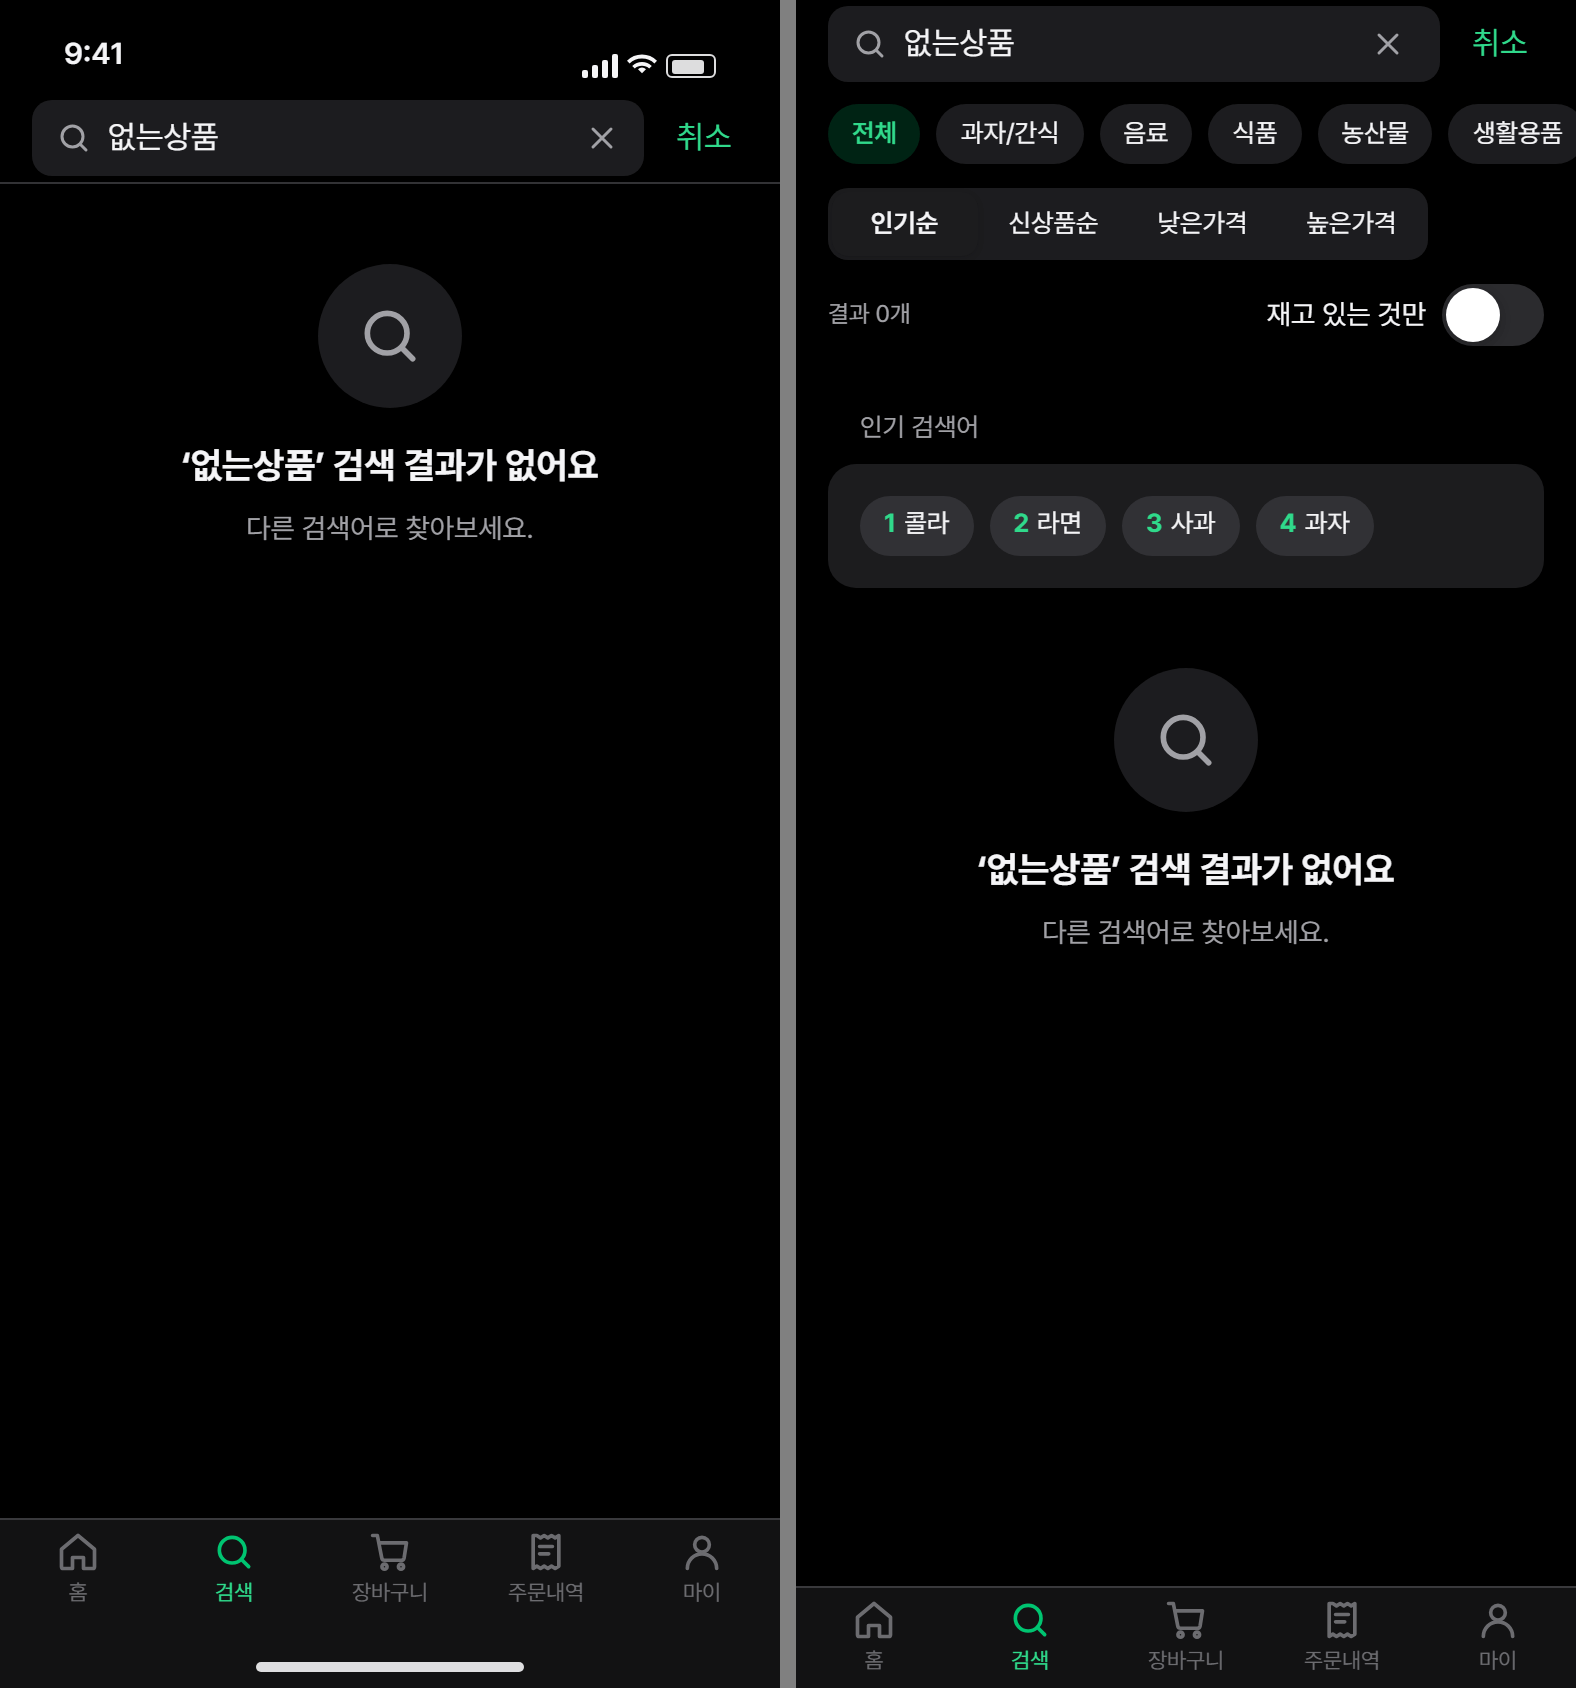 9:41
없는상품
취소
‘없는상품’ 검색 결과가 없어요
다른 검색어로 찾아보세요.
홈
검색
장바구니
주문내역
마이
없는상품
취소
전체
과자/간식
음료
식품
농산물
생활용품
인기순
신상품순
낮은가격
높은가격
결과 0개
재고 있는 것만
인기 검색어
1 콜라
2 라면
3 사과
4 과자
‘없는상품’ 검색 결과가 없어요
다른 검색어로 찾아보세요.
홈
검색
장바구니
주문내역
마이